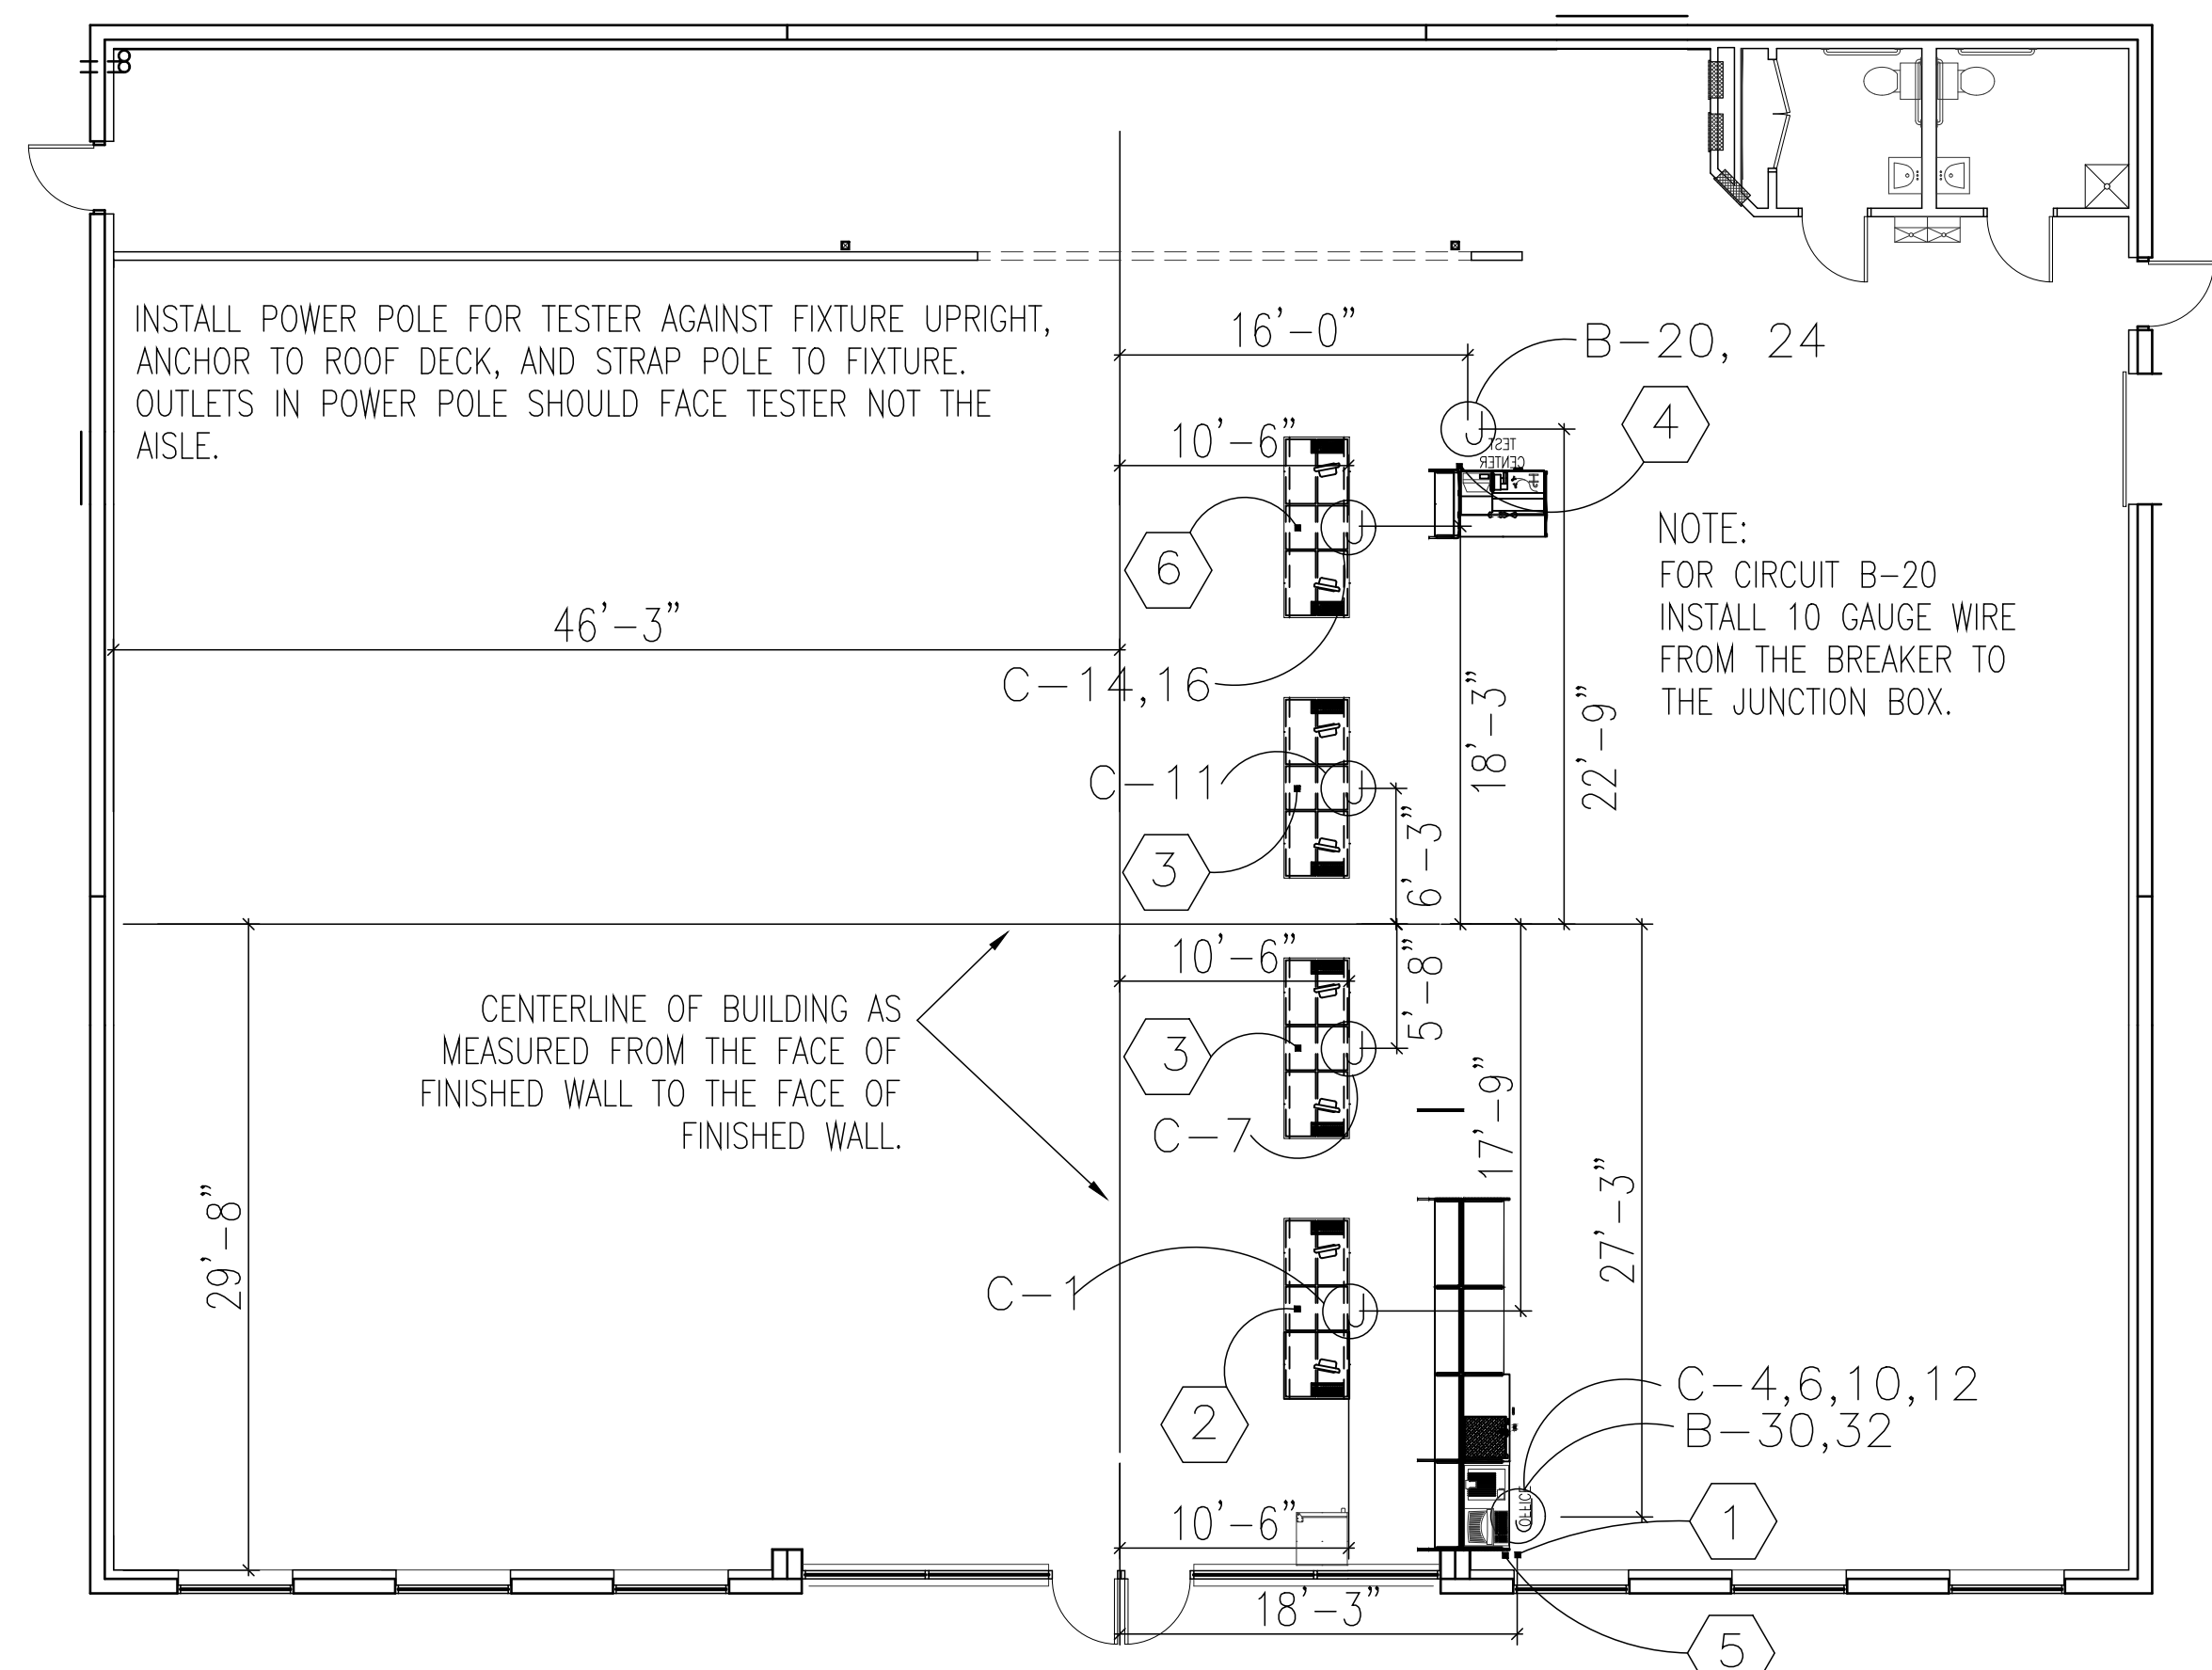 8
INSTALL POWER POLE FOR TESTER AGAINST FIXTURE UPRIGHT,
ANCHOR TO ROOF DECK, AND STRAP POLE TO FIXTURE.
OUTLETS IN POWER POLE SHOULD FACE TESTER NOT THE
AISLE.
16'-0"
B-20, 24
4
J
TEST
CENTER
10'-6"
J
6
NOTE:
FOR CIRCUIT B-20
INSTALL 10 GAUGE WIRE
FROM THE BREAKER TO
THE JUNCTION BOX.
46'-3"
C-14,16
18'-3"
22'-9"
C-11
J
3
6'-3"
10'-6"
5'-8"
CENTERLINE OF BUILDING AS
MEASURED FROM THE FACE OF
FINISHED WALL TO THE FACE OF
FINISHED WALL.
3
J
C-7
17'-9"
27'-3"
29'-8"
C-1
J
2
C-4,6,10,12
B-30,32
OFFICE
J
1
10'-6"
18'-3"
5